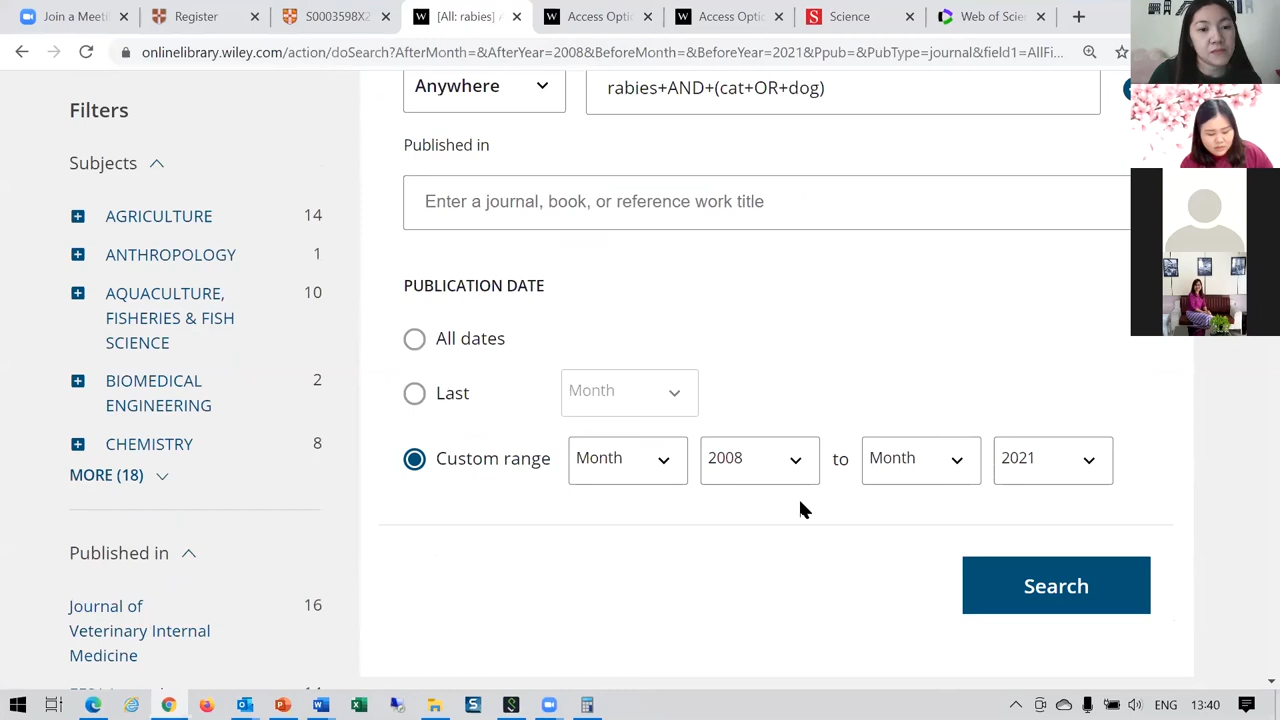 Join a Meeti
Register
S0003598X2
[All: rabies] A
Access Optio
Access Optio
Science
Web of Scien
onlinelibrary.wiley.com/action/doSearch?AfterMonth=&AfterYear=2008&BeforeMonth=&BeforeYear=2021&Ppub=&PubType=journal&field1=AllFi...
Filters
Subjects
AGRICULTURE 14
ANTHROPOLOGY 1
AQUACULTURE, 10
FISHERIES & FISH
SCIENCE
BIOMEDICAL 2
ENGINEERING
CHEMISTRY 8
MORE (18)
Published in
Journal of 16
Veterinary Internal
Medicine
Anywhere rabies+AND+(cat+OR+dog)
Published in
Enter a journal, book, or reference work title
PUBLICATION DATE
All dates
Last Month
Custom range Month 2008 to Month 2021
Search
ENG 13:40